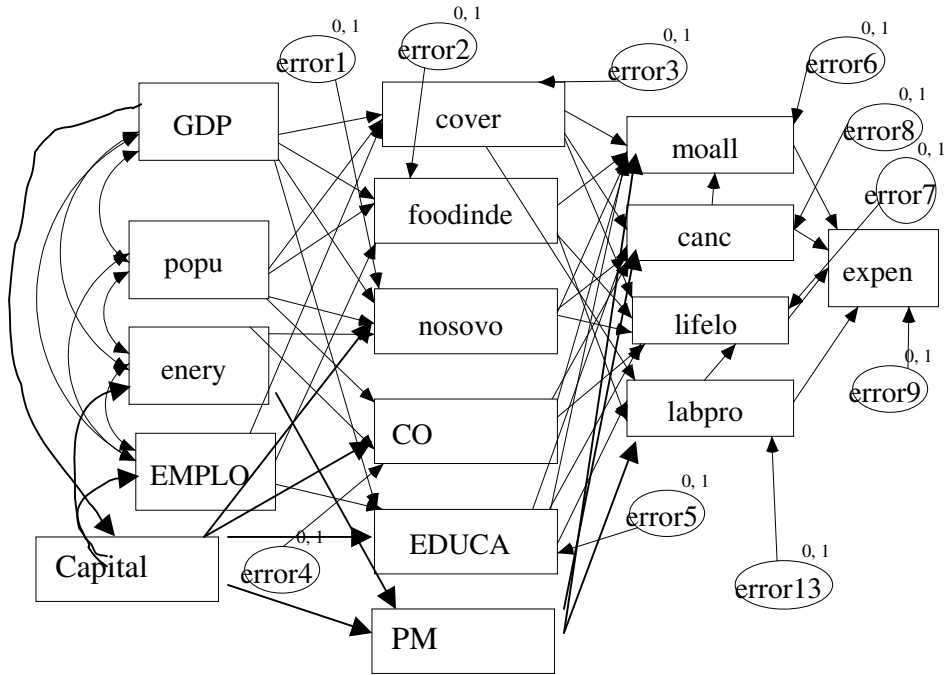 0, 1
error1
0, 1
error2
0, 1
error3
0, 1
error6
0, 1
error8
0, 1
error7
GDP
cover
moall
foodinde
canc
popu
expen
nosovo
lifelo
enery
0, 1
error9
labpro
CO
EMPLO
0, 1
error5
EDUCA
0, 1
error4
Capital
0, 1
error13
PM